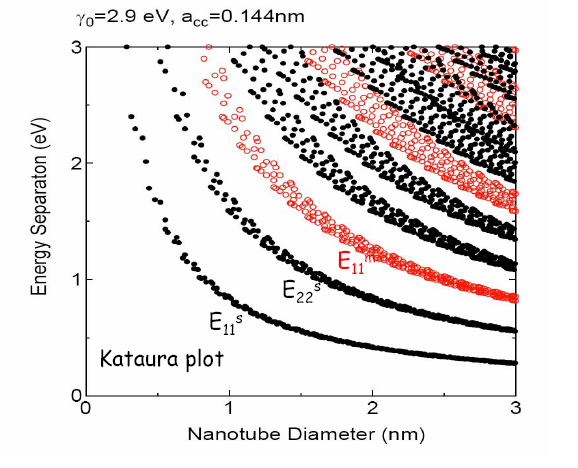 γ₀=2.9 eV, a_cc=0.144nm
3
2
1
0
Energy Separaton (eV)
E₁₁ᵐ
E₂₂ˢ
E₁₁ˢ
Kataura plot
0
1
2
3
Nanotube Diameter (nm)